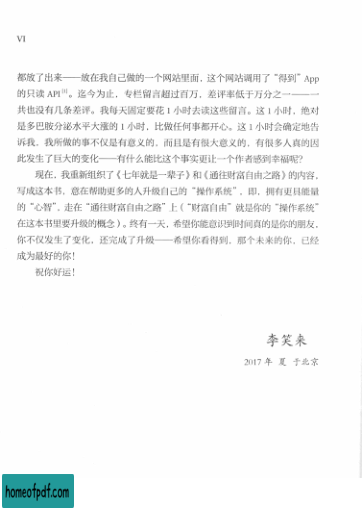 VI
都放了出来——放在我自己做的一个网站里面，这个网站调用了“得到”App
的只读 API [1]。迄今为止，专栏留言超过百万，差评率低于万分之一——一
共也没有几条差评。我每天固定要花 1 小时去读这些留言。这 1 小时，绝对
是多巴胺分泌水平大涨的 1 小时，比做任何事都开心。这 1 小时会确定地告
诉我，我所做的事不仅是有意义的，而且是有很大意义的，有很多人真的因
此发生了巨大的变化——有什么能比这个事实更让一个作者感到幸福呢？
现在，我重新组织了《七年就是一辈子》和《通往财富自由之路》的内容，
写成这本书，意在帮助更多的人升级自己的“操作系统”，即，拥有更具能量
的“心智”，走在“通往财富自由之路”上（“财富自由”就是你的“操作系统”
在这本书里要升级的概念）。终有一天，希望你能意识到时间真的是你的朋友，
你不仅发生了变化，还完成了升级——希望你看得到，那个未来的你，已经
成为最好的你！
祝你好运！
李笑来
2017 年 夏 于北京
homeofpdf.com